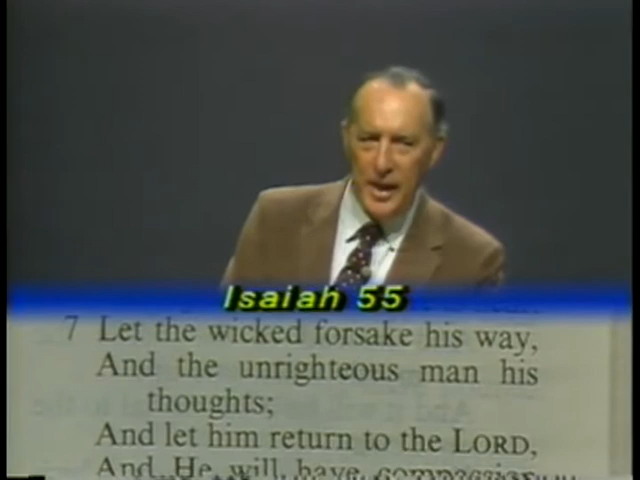 Isaiah 55
7 Let the wicked forsake his way,
And the unrighteous man his
thoughts;
And let him return to the LORD,
And He will have compassion